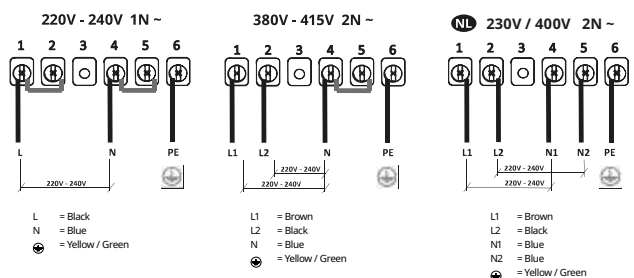 220V - 240V 1N ~
1 2 3 4 5 6
L N PE
220V - 240V
L = Black
N = Blue
= Yellow / Green
380V - 415V 2N ~
1 2 3 4 5 6
L1 L2 N PE
220V - 240V
220V - 240V
L1 = Brown
L2 = Black
N = Blue
= Yellow / Green
NL 230V / 400V 2N ~
1 2 3 4 5 6
L1 L2 N1 N2 PE
220V - 240V
220V - 240V
L1 = Brown
L2 = Black
N1 = Blue
N2 = Blue
= Yellow / Green